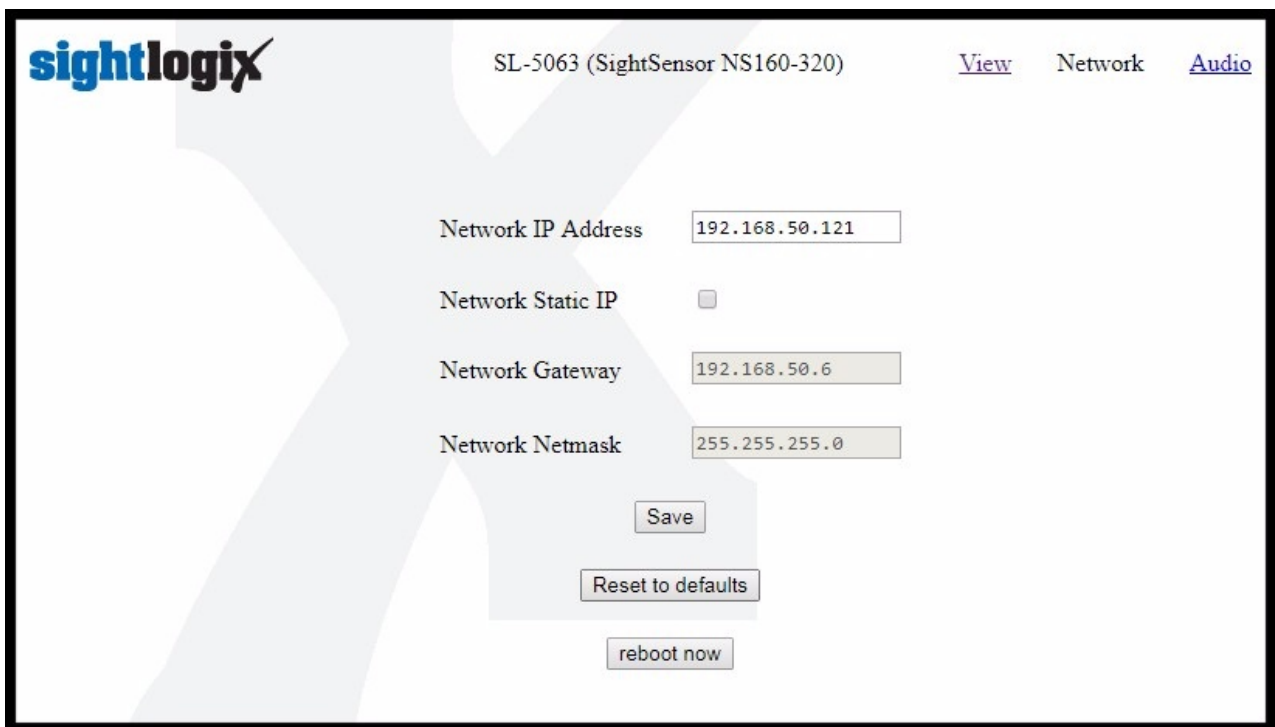 sightlogix SL-5063 (SightSensor NS160-320) View Network Audio
Network IP Address 192.168.50.121
Network Static IP
Network Gateway 192.168.50.6
Network Netmask 255.255.255.0
Save
Reset to defaults
reboot now